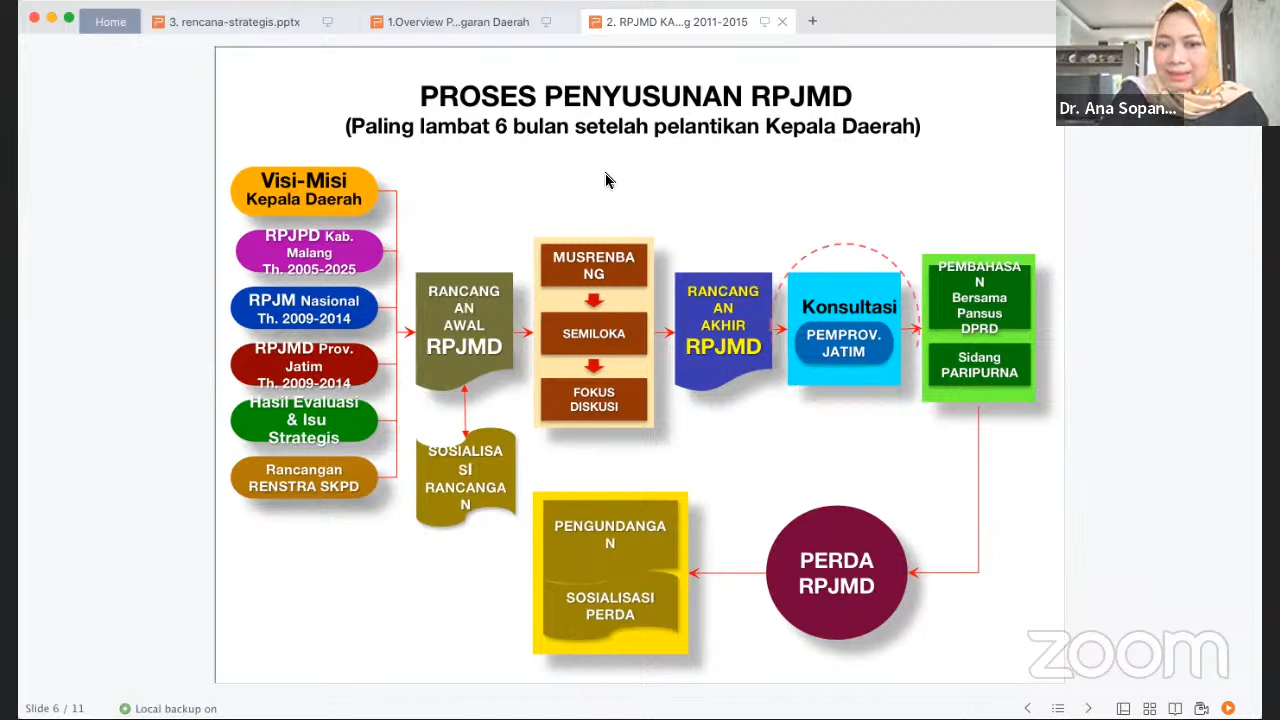 Home
3. rencana-strategis.pptx
1.Overview P...garan Daerah
2. RPJMD KA...g 2011-2015
Dr. Ana Sopan...
PROSES PENYUSUNAN RPJMD
(Paling lambat 6 bulan setelah pelantikan Kepala Daerah)
Visi-Misi
Kepala Daerah
RPJPD Kab.
Malang
Th. 2005-2025
RPJM Nasional
Th. 2009-2014
RPJMD Prov.
Jatim
Th. 2009-2014
Hasil Evaluasi
& Isu
Strategis
Rancangan
RENSTRA SKPD
RANCANG
AN
AWAL
RPJMD
SOSIALISA
SI
RANCANGA
N
MUSRENBA
NG
SEMILOKA
FOKUS
DISKUSI
RANCANG
AN
AKHIR
RPJMD
Konsultasi
PEMPROV.
JATIM
PEMBAHASA
N
Bersama
Pansus
DPRD
Sidang
PARIPURNA
PERDA
RPJMD
PENGUNDANGA
N
SOSIALISASI
PERDA
zoom
Slide 6 / 11
Local backup on